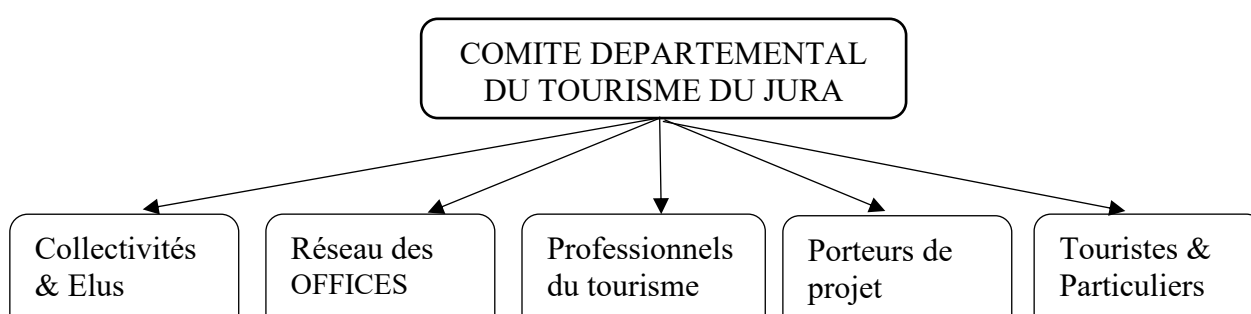 COMITE DEPARTEMENTAL
DU TOURISME DU JURA
Collectivités
& Elus
Réseau des
OFFICES
Professionnels
du tourisme
Porteurs de
projet
Touristes &
Particuliers